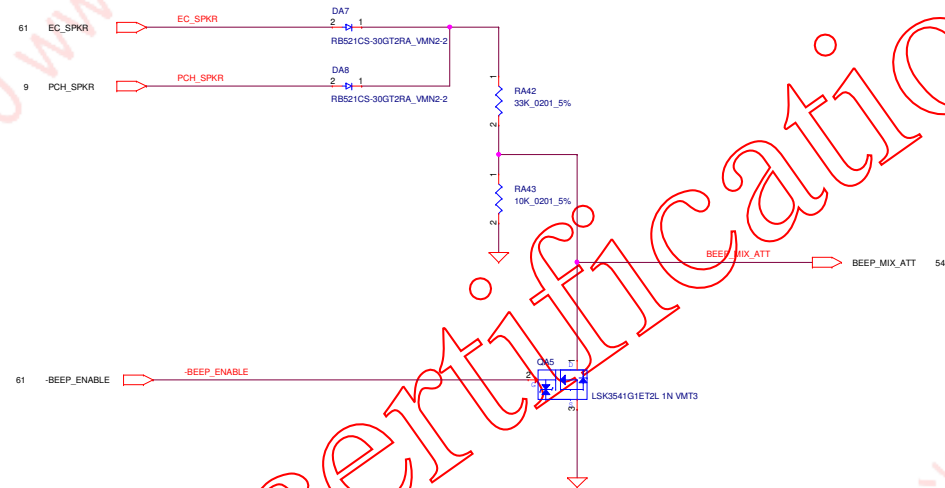 DA7
61 EC_SPKR EC_SPKR 2 1
RB521CS-30GT2RA_VMN2-2
DA8
9 PCH_SPKR PCH_SPKR 2 1
RB521CS-30GT2RA_VMN2-2
1
RA42
33K_0201_5%
2
1
RA43
10K_0201_5%
2
BEEP_MIX_ATT BEEP_MIX_ATT 54
QA5 1
61 -BEEP_ENABLE -BEEP_ENABLE 2
LSK3541G1ET2L 1N VMT3
3
ertificatio